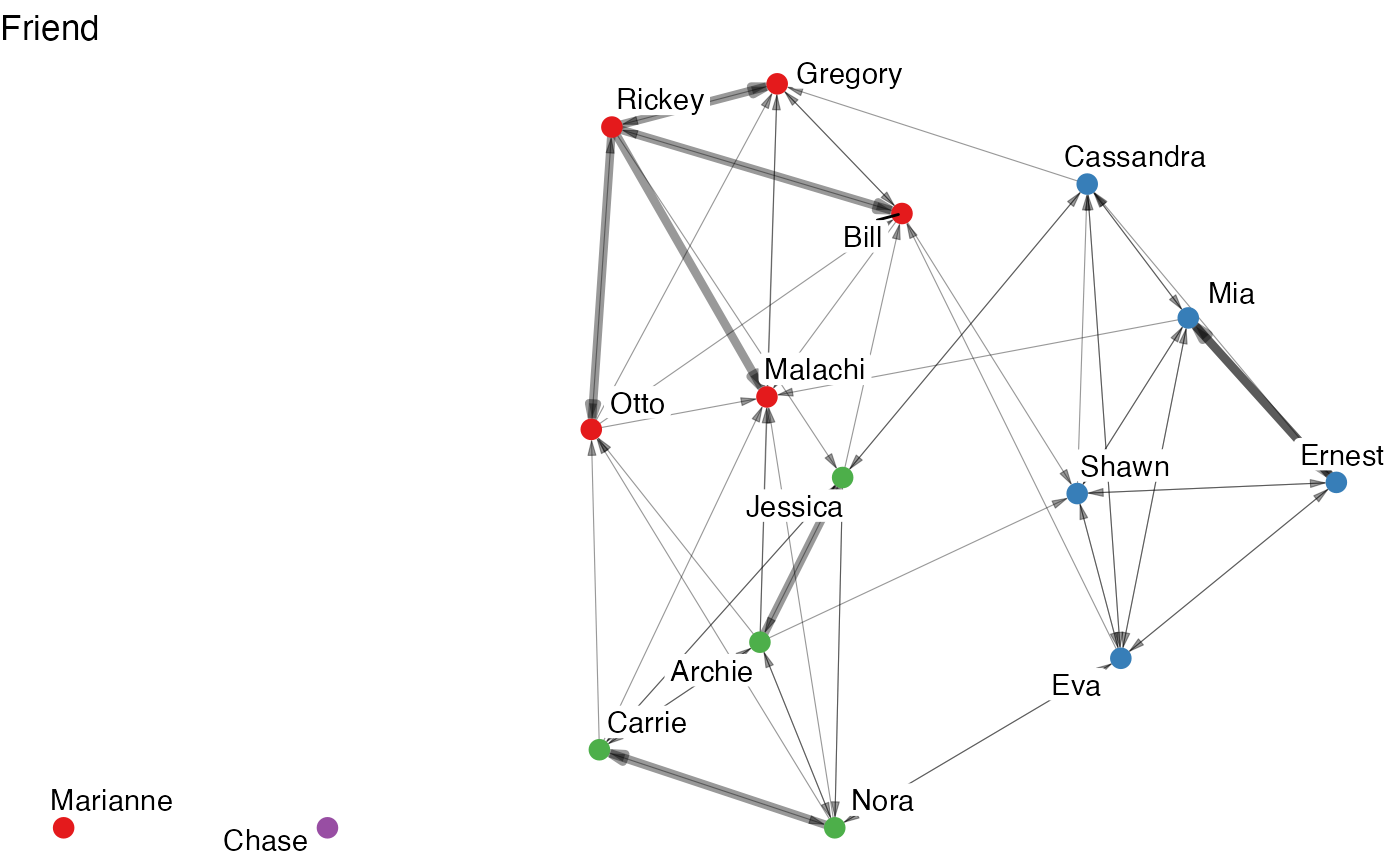 Friend
Gregory
Rickey
Cassandra
Bill
Mia
Malachi
Otto
Ernest
Shawn
Jessica
Archie
Eva
Carrie
Marianne
Nora
Chase